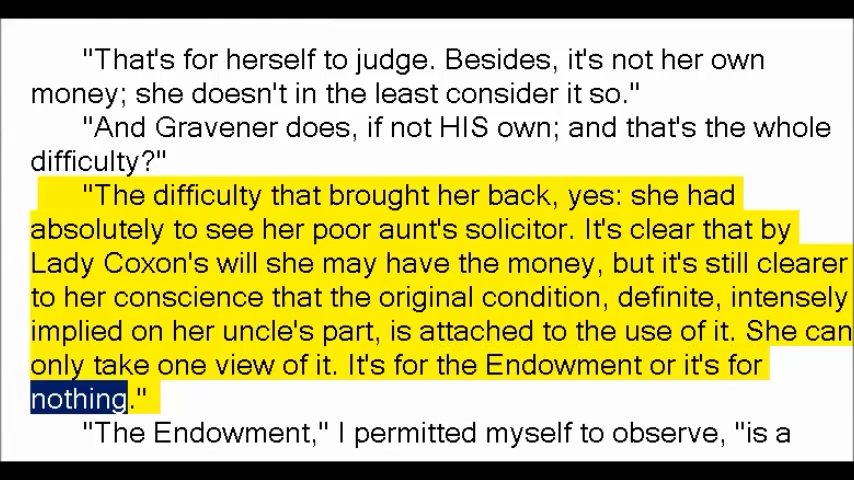 "That's for herself to judge. Besides, it's not her own
money; she doesn't in the least consider it so."
"And Gravener does, if not HIS own; and that's the whole
difficulty?"
"The difficulty that brought her back, yes: she had
absolutely to see her poor aunt's solicitor. It's clear that by
Lady Coxon's will she may have the money, but it's still clearer
to her conscience that the original condition, definite, intensely
implied on her uncle's part, is attached to the use of it. She can
only take one view of it. It's for the Endowment or it's for
nothing."
"The Endowment," I permitted myself to observe, "is a